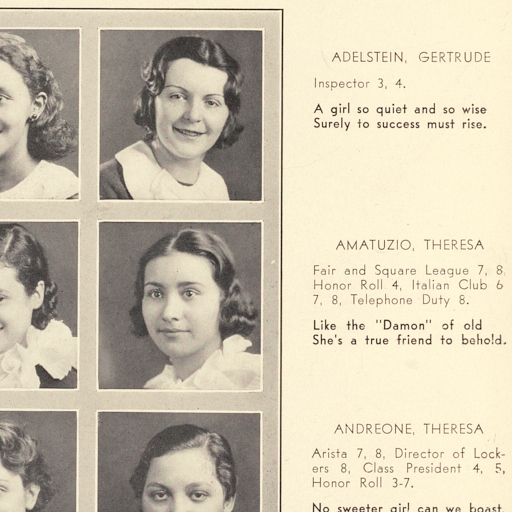 ADELSTEIN, GERTRUDE
Inspector 3, 4.
A girl so quiet and so wise
Surely to success must rise.
AMATUZIO, THERESA
Fair and Square League 7, 8,
Honor Roll 4, Italian Club 6
7, 8, Telephone Duty 8.
Like the "Damon" of old
She's a true friend to behold.
ANDREONE, THERESA
Arista 7, 8, Director of Lock-
ers 8, Class President 4, 5,
Honor Roll 3-7.
No sweeter girl can we boast